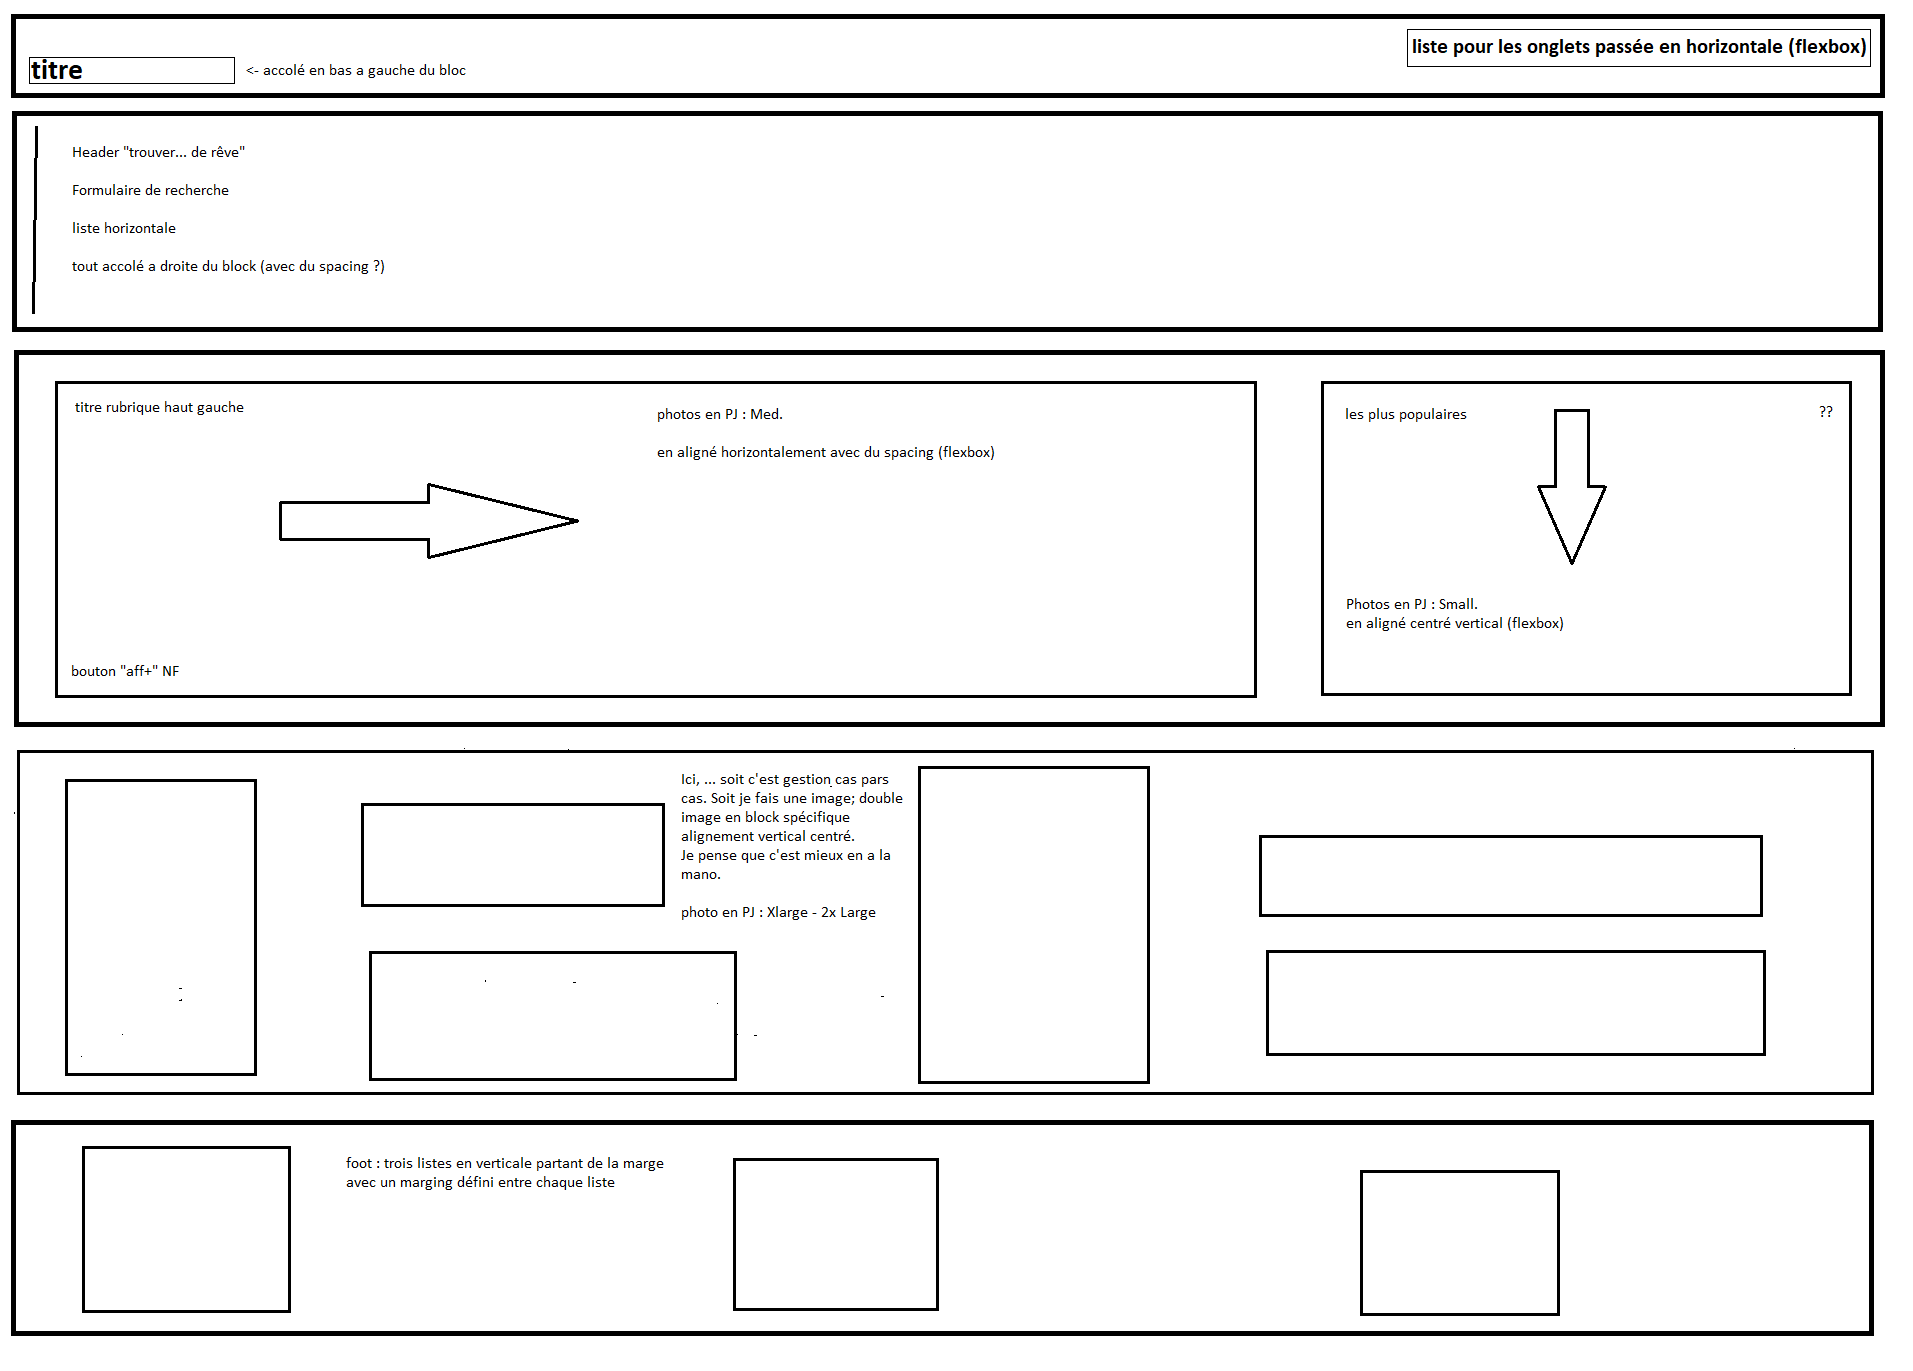 liste pour les onglets passée en horizontale (flexbox)
titre
<- accolé en bas a gauche du bloc
Header "trouver... de rêve"
Formulaire de recherche
liste horizontale
tout accolé a droite du block (avec du spacing ?)
titre rubrique haut gauche
photos en PJ : Med.
en aligné horizontalement avec du spacing (flexbox)
bouton "aff+" NF
les plus populaires
??
Photos en PJ : Small.
en aligné centré vertical (flexbox)
Ici, ... soit c'est gestion cas pars
cas. Soit je fais une image; double
image en block spécifique
alignement vertical centré.
Je pense que c'est mieux en a la
mano.
photo en PJ : Xlarge - 2x Large
foot : trois listes en verticale partant de la marge
avec un marging défini entre chaque liste